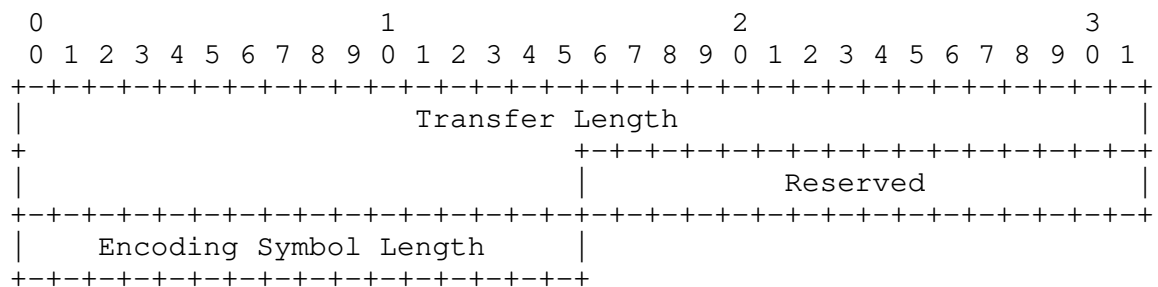 0                   1                   2                   3
 0 1 2 3 4 5 6 7 8 9 0 1 2 3 4 5 6 7 8 9 0 1 2 3 4 5 6 7 8 9 0 1
+-+-+-+-+-+-+-+-+-+-+-+-+-+-+-+-+-+-+-+-+-+-+-+-+-+-+-+-+-+-+-+-+
|                      Transfer Length                          |
+                               +-+-+-+-+-+-+-+-+-+-+-+-+-+-+-+-+
|                               |           Reserved            |
+-+-+-+-+-+-+-+-+-+-+-+-+-+-+-+-+-+-+-+-+-+-+-+-+-+-+-+-+-+-+-+-+
|    Encoding Symbol Length     |
+-+-+-+-+-+-+-+-+-+-+-+-+-+-+-+-+